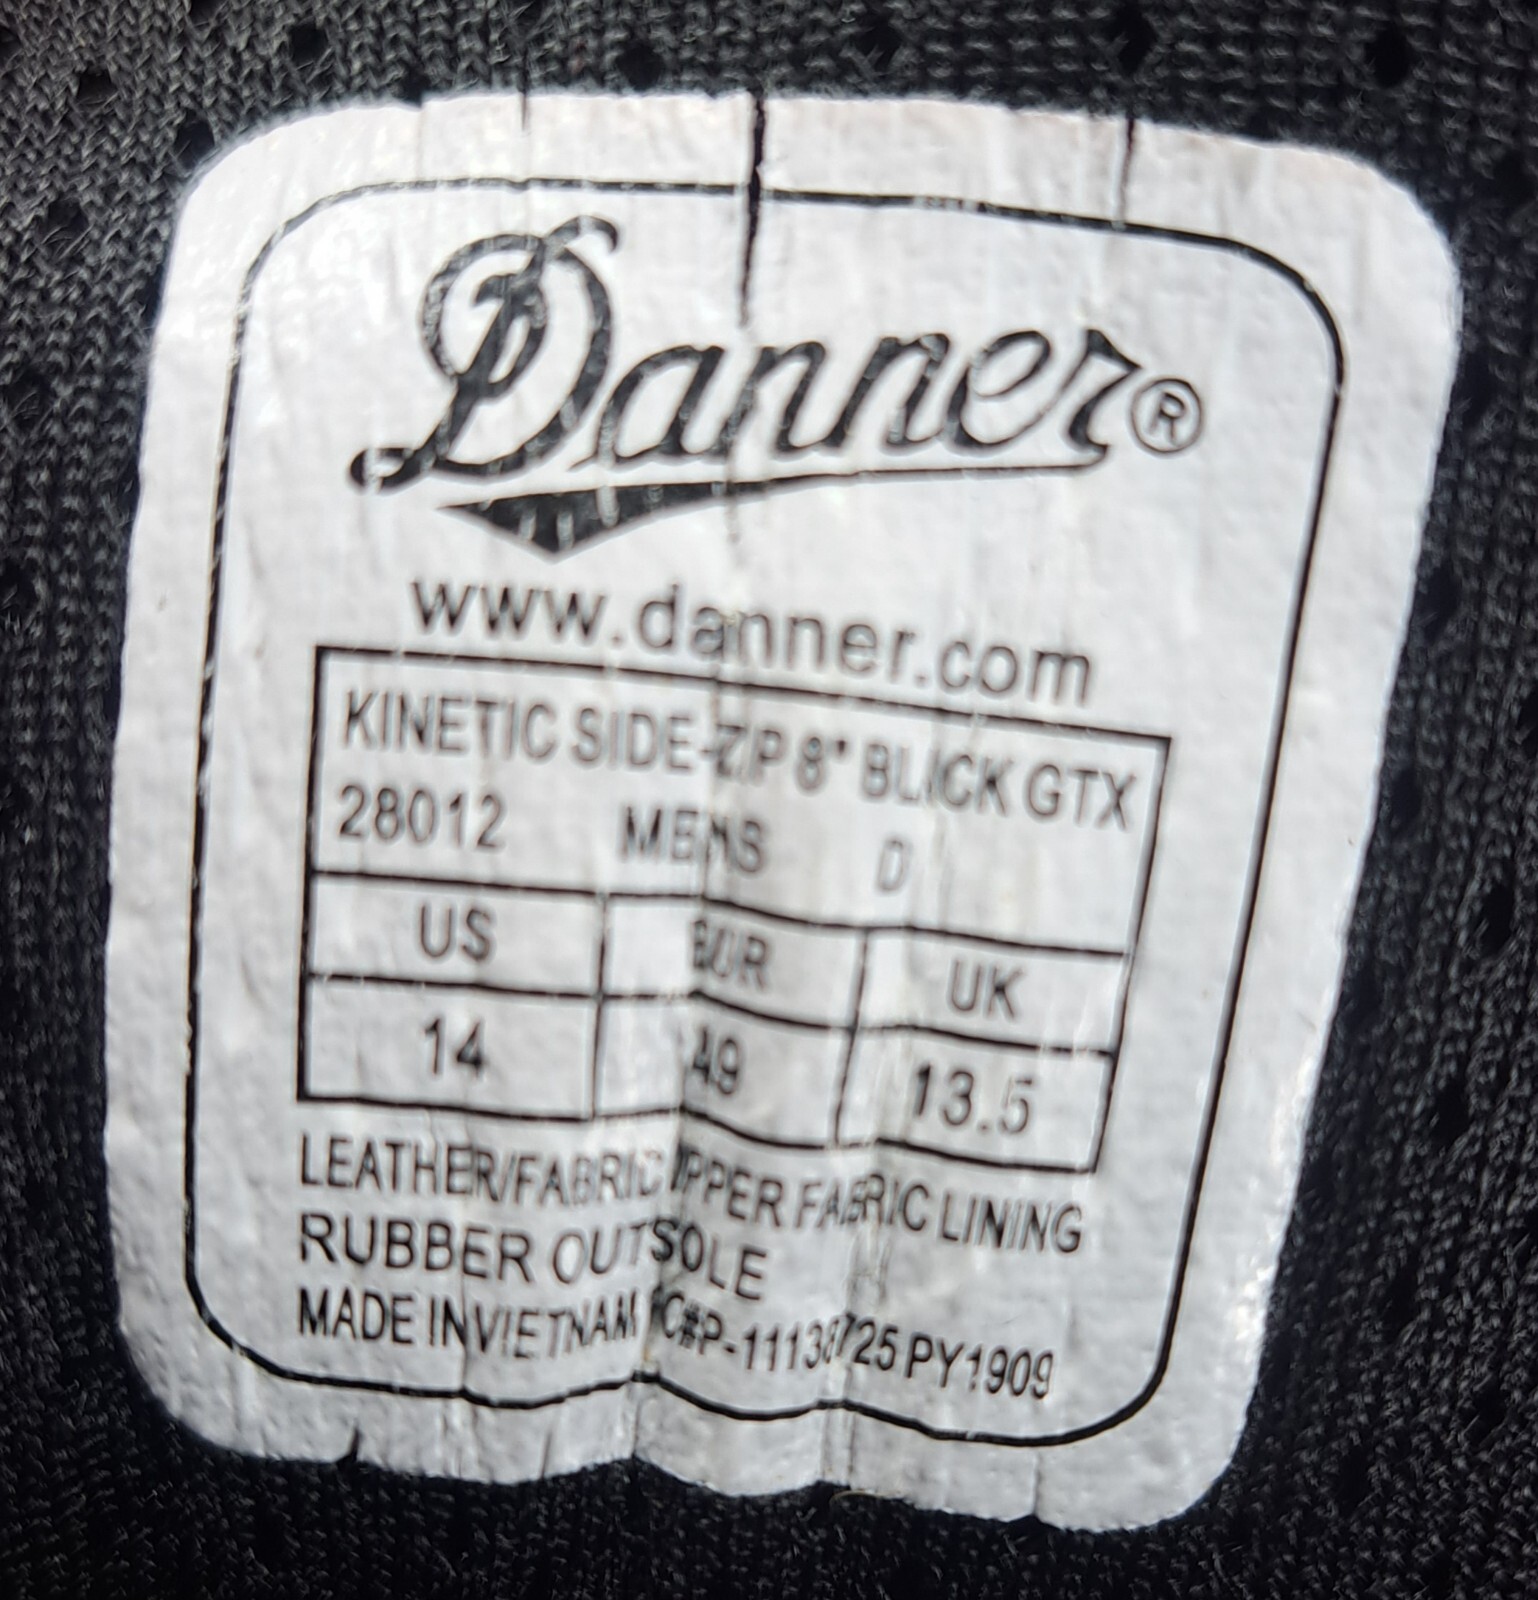 Danner®
www.danner.com
KINETIC SIDE-ZIP 8" BLACK GTX
28012 MENS D
US EUR UK
14 49 13.5
LEATHER/FABRIC UPPER FABRIC LINING
RUBBER OUTSOLE
MADE IN VIETNAM PY1909